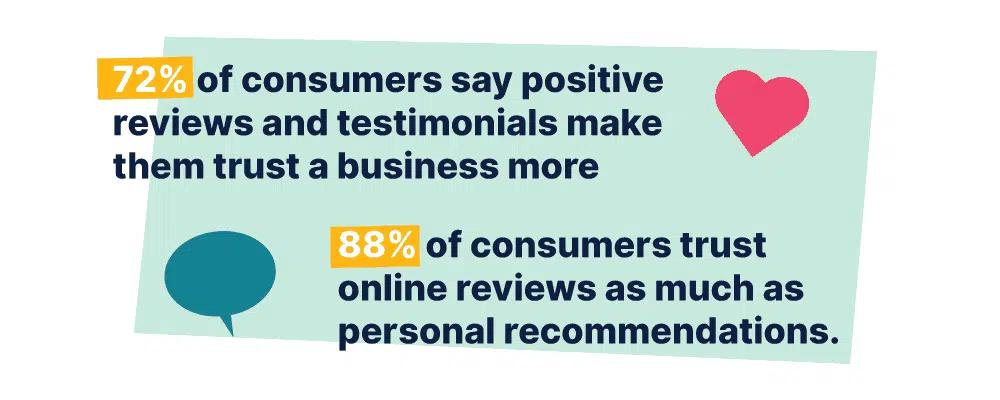 72% of consumers say positive
reviews and testimonials make
them trust a business more
88% of consumers trust
online reviews as much as
personal recommendations.